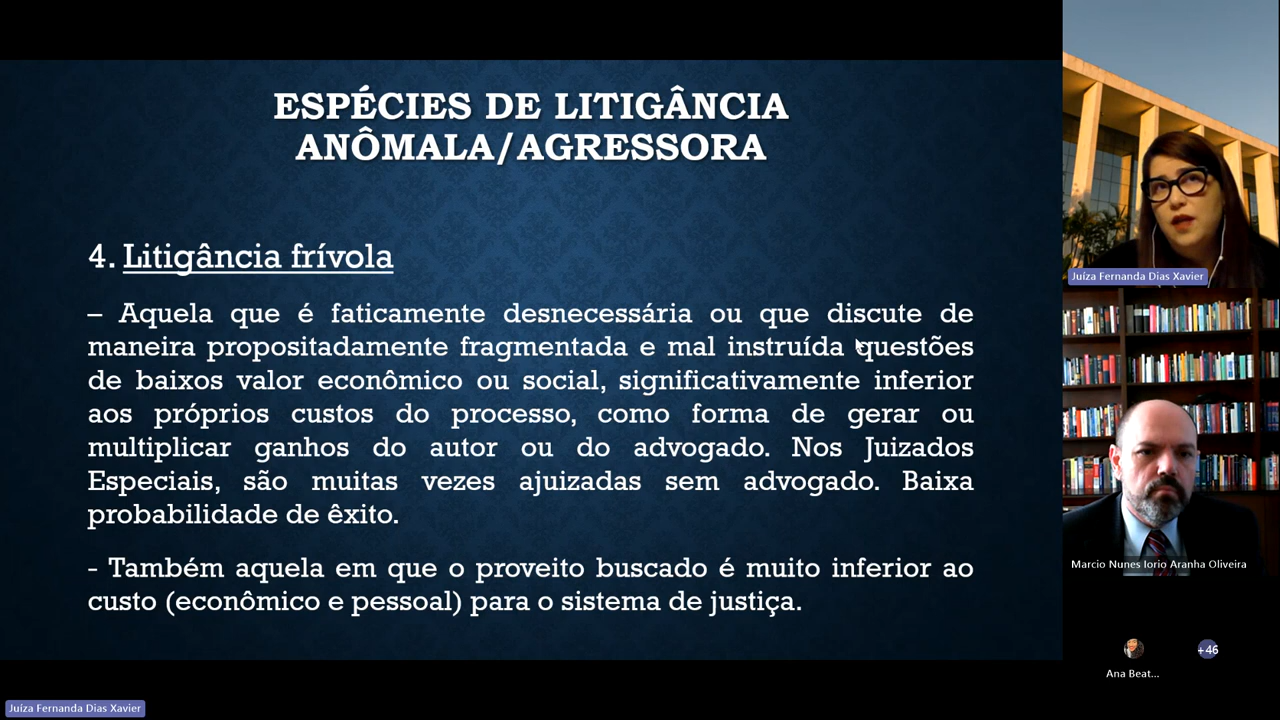 ESPÉCIES DE LITIGÂNCIA
ANÔMALA/AGRESSORA
4. Litigância frívola
– Aquela que é faticamente desnecessária ou que discute de
maneira propositadamente fragmentada e mal instruída questões
de baixos valor econômico ou social, significativamente inferior
aos próprios custos do processo, como forma de gerar ou
multiplicar ganhos do autor ou do advogado. Nos Juizados
Especiais, são muitas vezes ajuizadas sem advogado. Baixa
probabilidade de êxito.
- Também aquela em que o proveito buscado é muito inferior ao
custo (econômico e pessoal) para o sistema de justiça.
Juíza Fernanda Dias Xavier
Marcio Nunes Iorio Aranha Oliveira
+46
Ana Beat...
Juíza Fernanda Dias Xavier